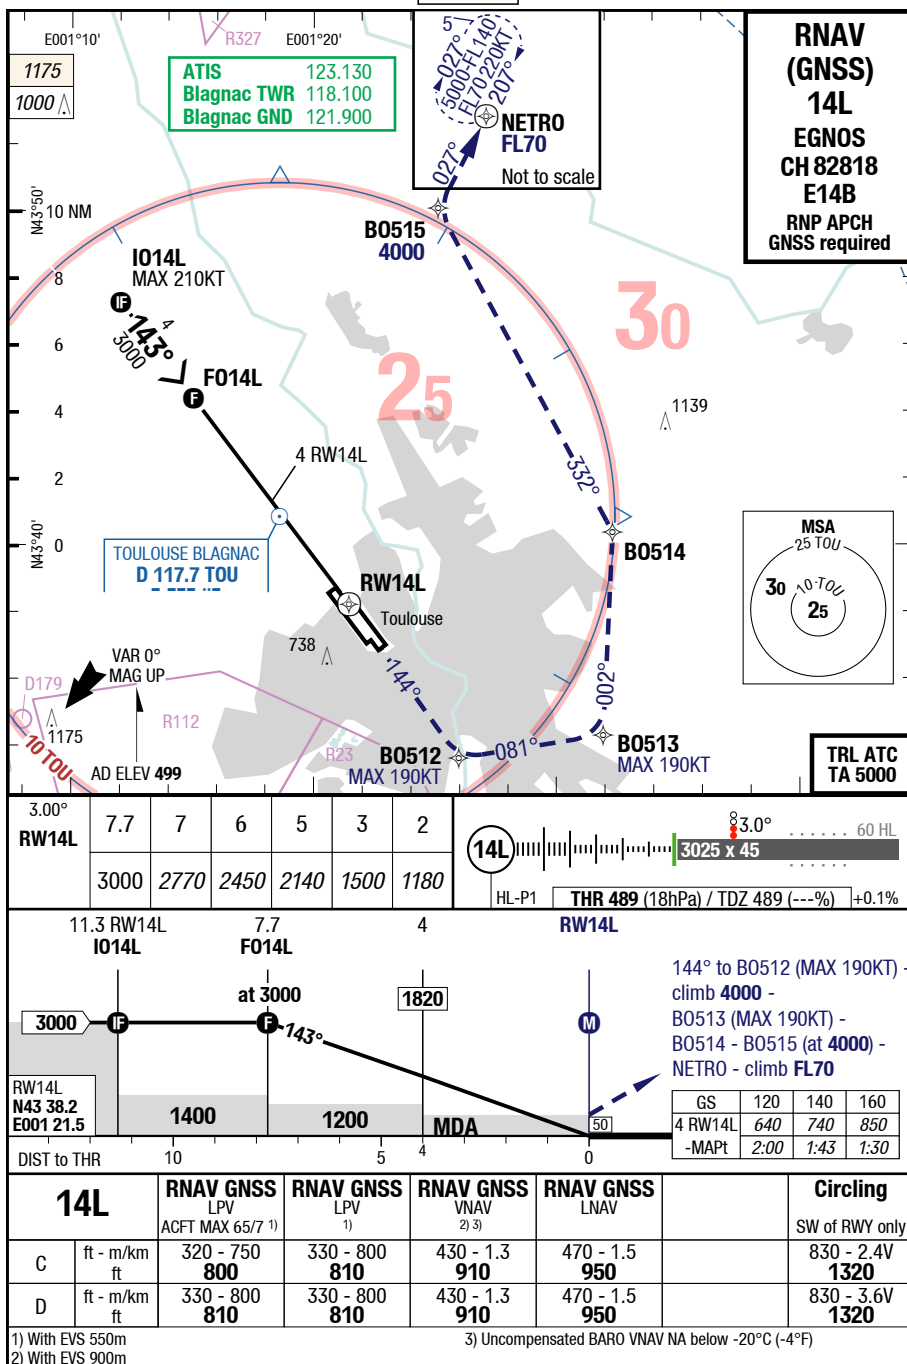 E001°10'
R327
E001°20'
1175
1000
ATIS 123.130
Blagnac TWR 118.100
Blagnac GND 121.900
5
027°
5000-FL140
FL70 220KT
207°
NETRO
FL70
027°
Not to scale
RNAV
(GNSS)
14L
EGNOS
CH 82818
E14B
RNP APCH
GNSS required
N43°50'
10 NM
BO515
4000
IO14L
MAX 210KT
8
IF
143°
4
3000
30
6
FO14L
F
25
4
1139
4 RW14L
332°
2
MSA
25 TOU
10 TOU
30
25
N43°40'
0
TOULOUSE BLAGNAC
D 117.7 TOU
BO514
RW14L
Toulouse
738
VAR 0°
MAG UP
144°
002°
D179
R112
1175
10 TOU
R23
AD ELEV 499
BO512
MAX 190KT
081°
BO513
MAX 190KT
TRL ATC
TA 5000
3.00°
RW14L
7.7 7 6 5 3 2
3000 2770 2450 2140 1500 1180
14L
3.0°
60 HL
3025 x 45
HL-P1
THR 489 (18hPa) / TDZ 489 (---%)
+0.1%
11.3 RW14L 7.7 4 RW14L
IO14L FO14L
at 3000
1820
3000
IF
F
143°
M
144° to BO512 (MAX 190KT) -
climb 4000 -
BO513 (MAX 190KT) -
BO514 - BO515 (at 4000) -
NETRO - climb FL70
RW14L
N43 38.2
E001 21.5
1400
1200
MDA
50
GS 120 140 160
4 RW14L 640 740 850
-MAPt 2:00 1:43 1:30
DIST to THR 10 5 4 0
14L
RNAV GNSS
LPV
ACFT MAX 65/7 1)
RNAV GNSS
LPV
1)
RNAV GNSS
VNAV
2) 3)
RNAV GNSS
LNAV
Circling
SW of RWY only
C ft - m/km 320 - 750 330 - 800 430 - 1.3 470 - 1.5 830 - 2.4V
ft 800 810 910 950 1320
D ft - m/km 330 - 800 330 - 800 430 - 1.3 470 - 1.5 830 - 3.6V
ft 810 810 910 950 1320
1) With EVS 550m
2) With EVS 900m
3) Uncompensated BARO VNAV NA below -20°C (-4°F)